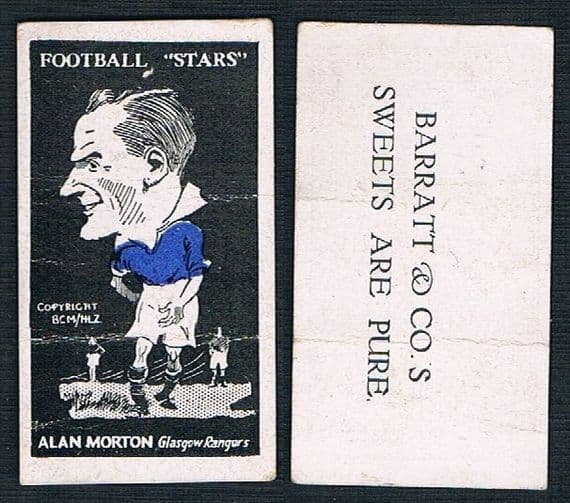 FOOTBALL "STARS"
COPYRIGHT
BCM/HLZ
ALAN MORTON Glasgow Rangers
BARRATT & CO.'S
SWEETS ARE PURE.